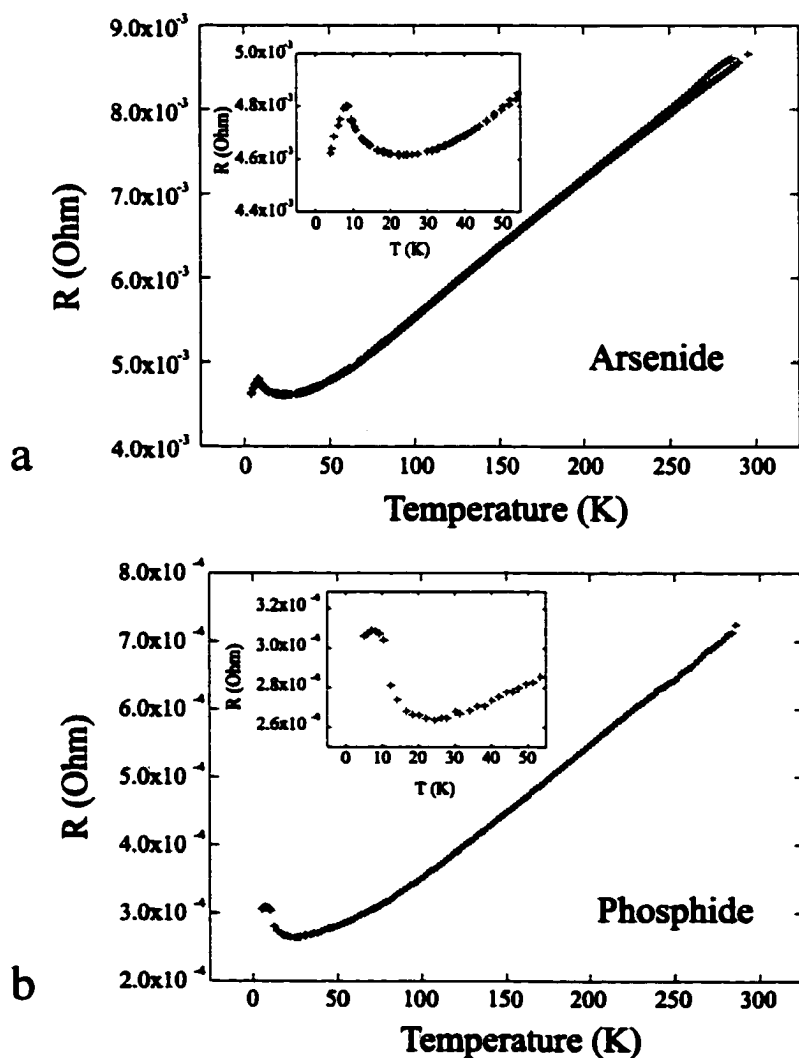 9.0x10⁻³
8.0x10⁻³
7.0x10⁻³
6.0x10⁻³
5.0x10⁻³
4.0x10⁻³
R (Ohm)
5.0x10⁻³
4.8x10⁻³
4.6x10⁻³
4.4x10⁻³
R (Ohm)
0 10 20 30 40 50
T (K)
Arsenide
0 50 100 150 200 250 300
Temperature (K)
a
8.0x10⁻⁴
7.0x10⁻⁴
6.0x10⁻⁴
5.0x10⁻⁴
4.0x10⁻⁴
3.0x10⁻⁴
2.0x10⁻⁴
R (Ohm)
3.2x10⁻⁴
3.0x10⁻⁴
2.8x10⁻⁴
2.6x10⁻⁴
R (Ohm)
0 10 20 30 40 50
T (K)
Phosphide
0 50 100 150 200 250 300
Temperature (K)
b